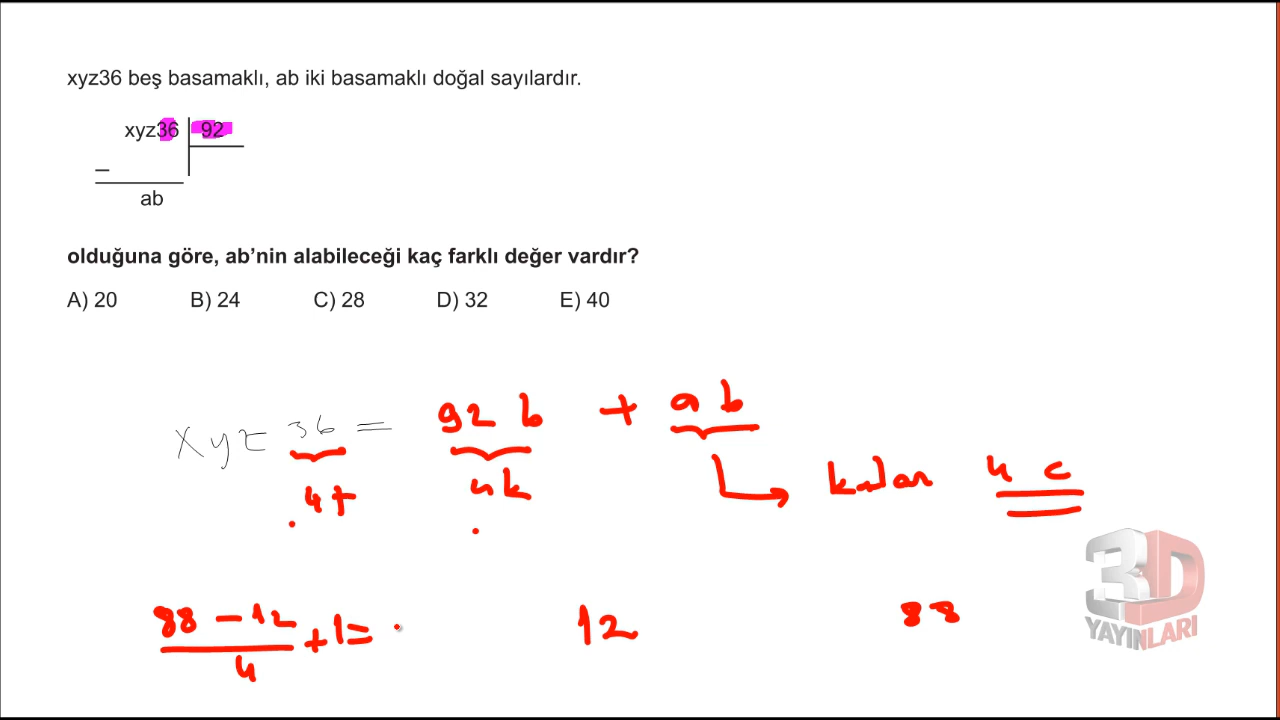 xyz36 beş basamaklı, ab iki basamaklı doğal sayılardır.
xyz36 92
–
ab
olduğuna göre, ab’nin alabileceği kaç farklı değer vardır?
A) 20 B) 24 C) 28 D) 32 E) 40
xyz36 = 92 b + ab
4t 4k kalan 4c
88 - 12 / 4 + 1 = 12 88
3D
YAYINLARI